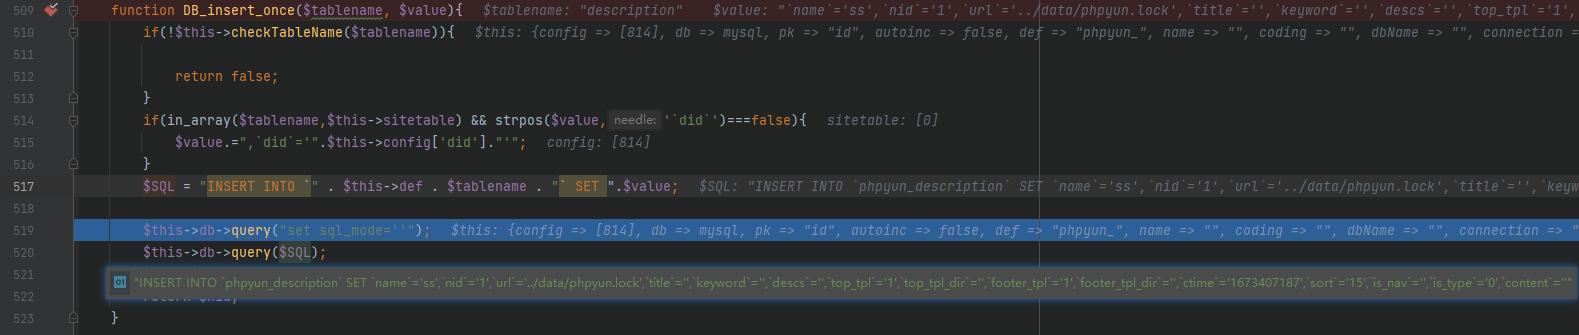 509 function DB_insert_once($tablename, $value){ $tablename: "description" $value: "`name`='ss',`nid`='1',`url`='../data/phpyun.lock',`title`='',`keyword`='',`descs`='',`top_tpl`='1',
510 if(!$this->checkTableName($tablename)){ $this: {config => [814], db => mysql, pk => "id", autoinc => false, def => "phpyun_", name => "", coding => "", dbName => "", connection =
511
512 return false;
513 }
514 if(in_array($tablename,$this->sitetable) && strpos($value, needle: '`did`')===false){ sitetable: [0]
515 $value.=",`did`='".$this->config['did']."'"; config: [814]
516 }
517 $SQL = "INSERT INTO `" . $this->def . $tablename . "` SET ".$value; $SQL: "INSERT INTO `phpyun_description` SET `name`='ss',`nid`='1',`url`='../data/phpyun.lock',`title`='',`keyw
518
519 $this->db->query("set sql_mode=''"); $this: {config => [814], db => mysql, pk => "id", autoinc => false, def => "phpyun_", name => "", coding => "", dbName => "", connection => "
520 $this->db->query($SQL);
521 01 "INSERT INTO `phpyun_description` SET `name`='ss',`nid`='1',`url`='../data/phpyun.lock',`title`='',`keyword`='',`descs`='',`top_tpl`='1',`top_tpl_dir`='',`footer_tpl`='1',`footer_tpl_dir`='',`ctime`='1673407187',`sort`='15',`is_nav`='',`is_type`='0',`content`=''"
522
523 }